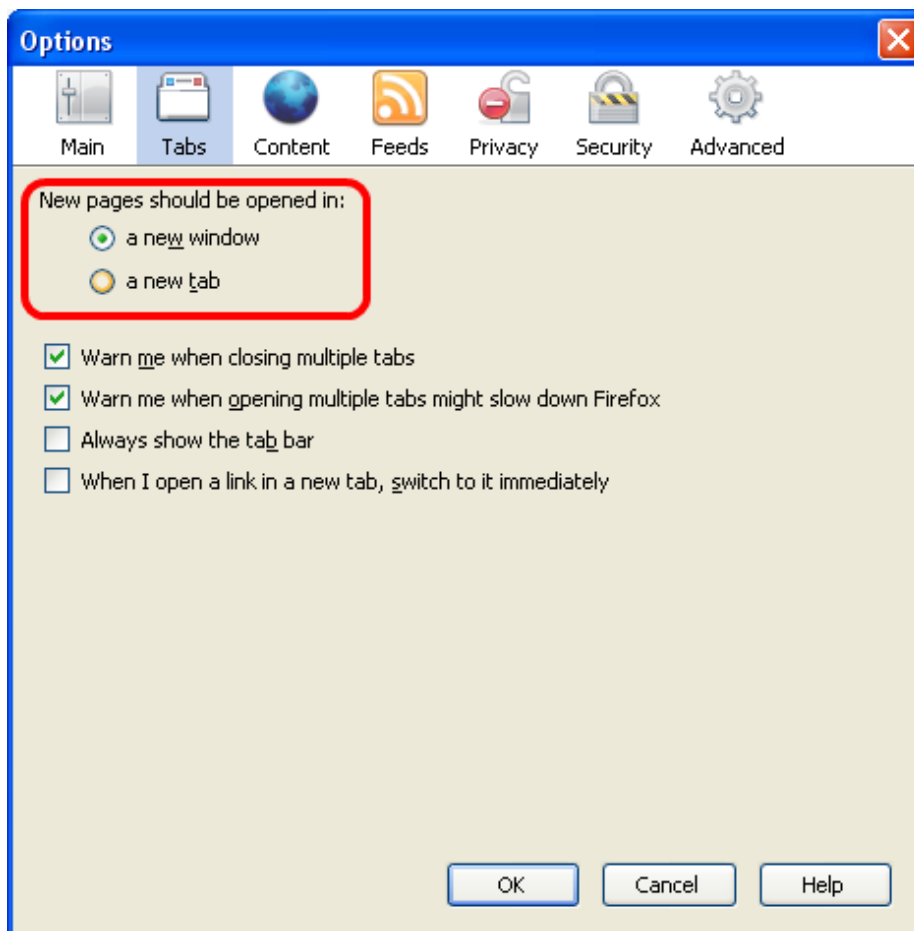 Options
Main Tabs Content Feeds Privacy Security Advanced
New pages should be opened in:
a new window
a new tab
Warn me when closing multiple tabs
Warn me when opening multiple tabs might slow down Firefox
Always show the tab bar
When I open a link in a new tab, switch to it immediately
OK Cancel Help